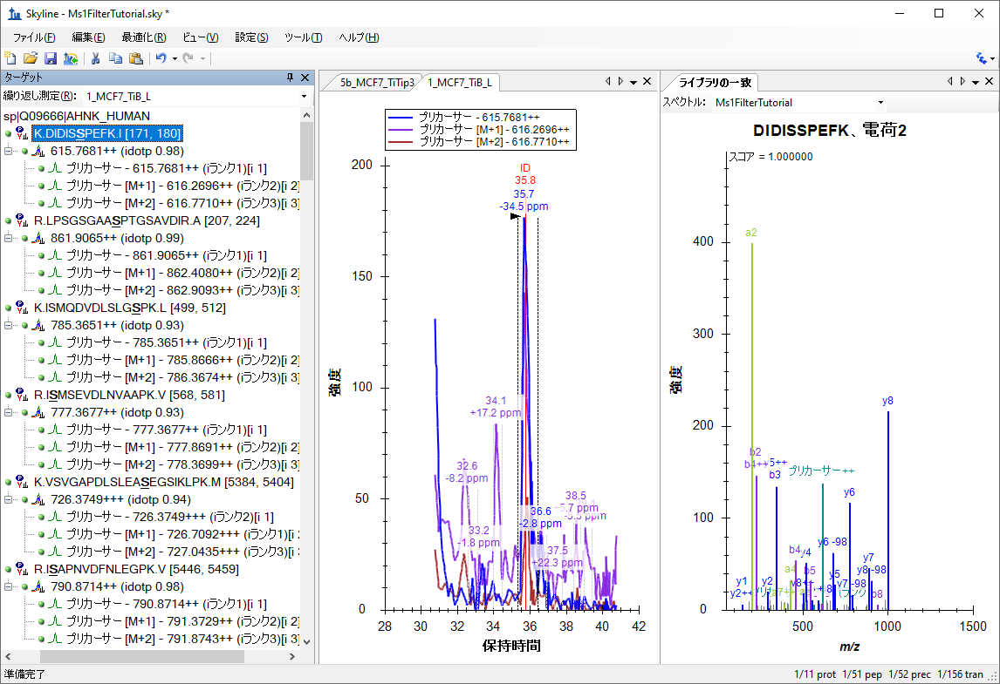 Skyline - Ms1FilterTutorial.sky *
ファイル(F) 編集(E) 最適化(R) ビュー(V) 設定(S) ツール(T) ヘルプ(H)
ターゲット
繰り返し測定(R): 1_MCF7_TiB_L
sp|Q09666|AHNK_HUMAN
K.DIDISSPEFK.I [171, 180]
615.7681++ (idotp 0.98)
プリカーサー - 615.7681++ (iランク1)[i 1]
プリカーサー [M+1] - 616.2696++ (iランク2)[i 2]
プリカーサー [M+2] - 616.7710++ (iランク3)[i 3]
R.LPSGSGAASPTGSAVDIR.A [207, 224]
861.9065++ (idotp 0.99)
プリカーサー - 861.9065++ (iランク1)[i 1]
プリカーサー [M+1] - 862.4080++ (iランク2)[i 2]
プリカーサー [M+2] - 862.9093++ (iランク3)[i 3]
K.ISMQDVDLSLGSPK.L [499, 512]
785.3651++ (idotp 0.93)
プリカーサー - 785.3651++ (iランク1)[i 1]
プリカーサー [M+1] - 785.8666++ (iランク2)[i 2]
プリカーサー [M+2] - 786.3674++ (iランク3)[i 3]
R.ISMSEVDLNVAAPK.V [568, 581]
777.3677++ (idotp 0.93)
プリカーサー - 777.3677++ (iランク1)[i 1]
プリカーサー [M+1] - 777.8691++ (iランク2)[i 2]
プリカーサー [M+2] - 778.3699++ (iランク3)[i 3]
K.VSVGAPDLSLEASEGSIKLPK.M [5384, 5404]
726.3749+++ (idotp 0.94)
プリカーサー - 726.3749+++ (iランク2)[i 2]
プリカーサー [M+1] - 726.7092+++ (iランク1)[i
プリカーサー [M+2] - 727.0435+++ (iランク3)[i
R.ISAPNVDFNLEGPK.V [5446, 5459]
790.8714++ (idotp 0.98)
プリカーサー - 790.8714++ (iランク1)[i 1]
プリカーサー [M+1] - 791.3729++ (iランク2)[i 2]
プリカーサー [M+2] - 791.8743++ (iランク3)[i 3]
5b_MCF7_TiTip3 1_MCF7_TiB_L
プリカーサー - 615.7681++
プリカーサー [M+1] - 616.2696++
プリカーサー [M+2] - 616.7710++
ID
35.8
35.7
-34.5 ppm
34.1
+17.2 ppm
32.6
-8.2 ppm
33.2
-1.8 ppm
36.6
-2.8 ppm
38.5
37.5
+22.3 ppm
200
150
100
50
0
強度
28 30 32 34 36 38 40 42
保持時間
ライブラリの一致
スペクトル: Ms1FilterTutorial
DIDISSPEFK、電荷2
スコア = 1.000000
a2
y8
b2
b4++
y5++
b3
プリカーサー++
y6
y6 -98
b4
y4
a4
b5
y5
y7
y1
y2
y2++
y7 -98
y8 -98
b8
400
300
200
100
0
強度
500 1000 1500
m/z
準備完了
1/11 prot 1/51 pep 1/52 prec 1/156 tran